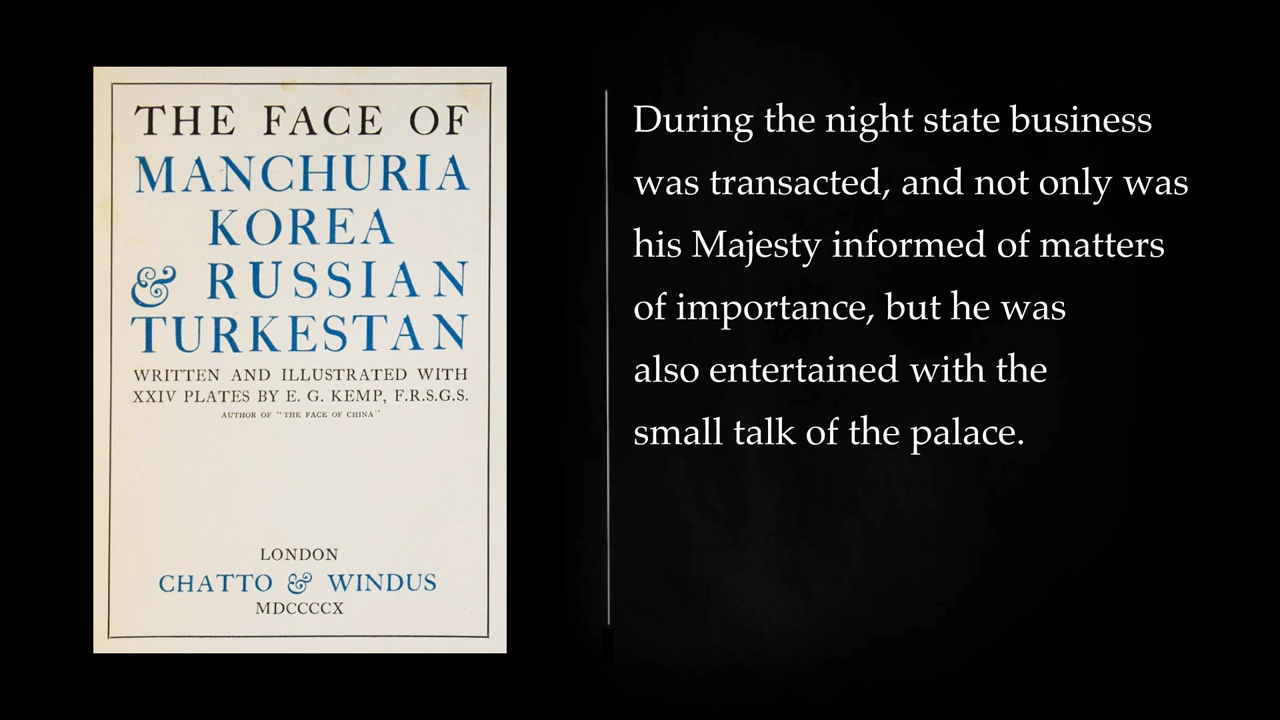 THE FACE OF
MANCHURIA
KOREA
& RUSSIAN
TURKESTAN
WRITTEN AND ILLUSTRATED WITH
XXIV PLATES BY E. G. KEMP, F.R.S.G.S.
AUTHOR OF "THE FACE OF CHINA"
LONDON
CHATTO & WINDUS
MDCCCCX
During the night state business
was transacted, and not only was
his Majesty informed of matters
of importance, but he was
also entertained with the
small talk of the palace.